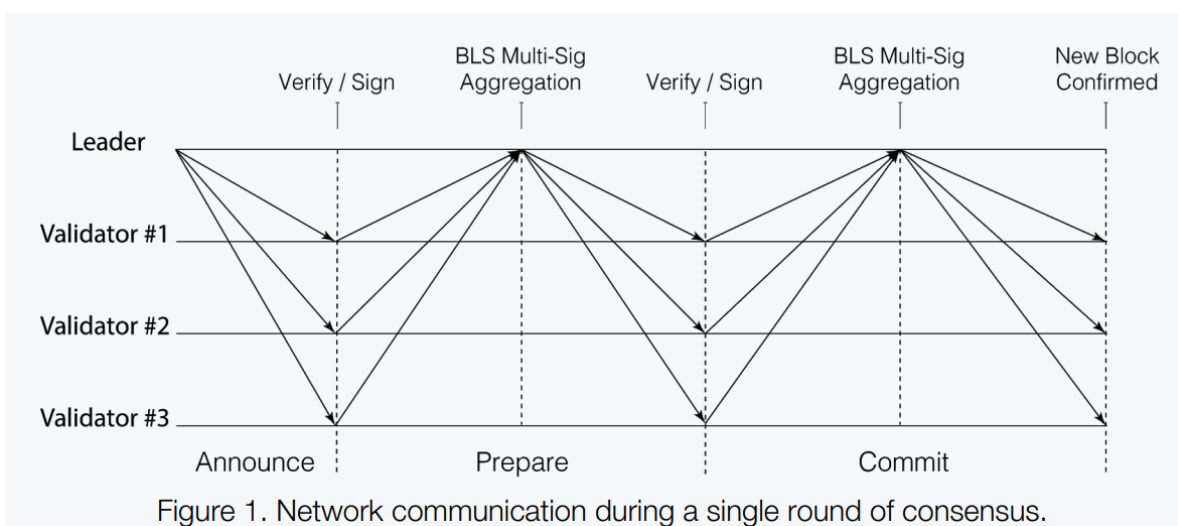 Verify / Sign
BLS Multi-Sig
Aggregation
Verify / Sign
BLS Multi-Sig
Aggregation
New Block
Confirmed
Leader
Validator #1
Validator #2
Validator #3
Announce
Prepare
Commit
Figure 1. Network communication during a single round of consensus.